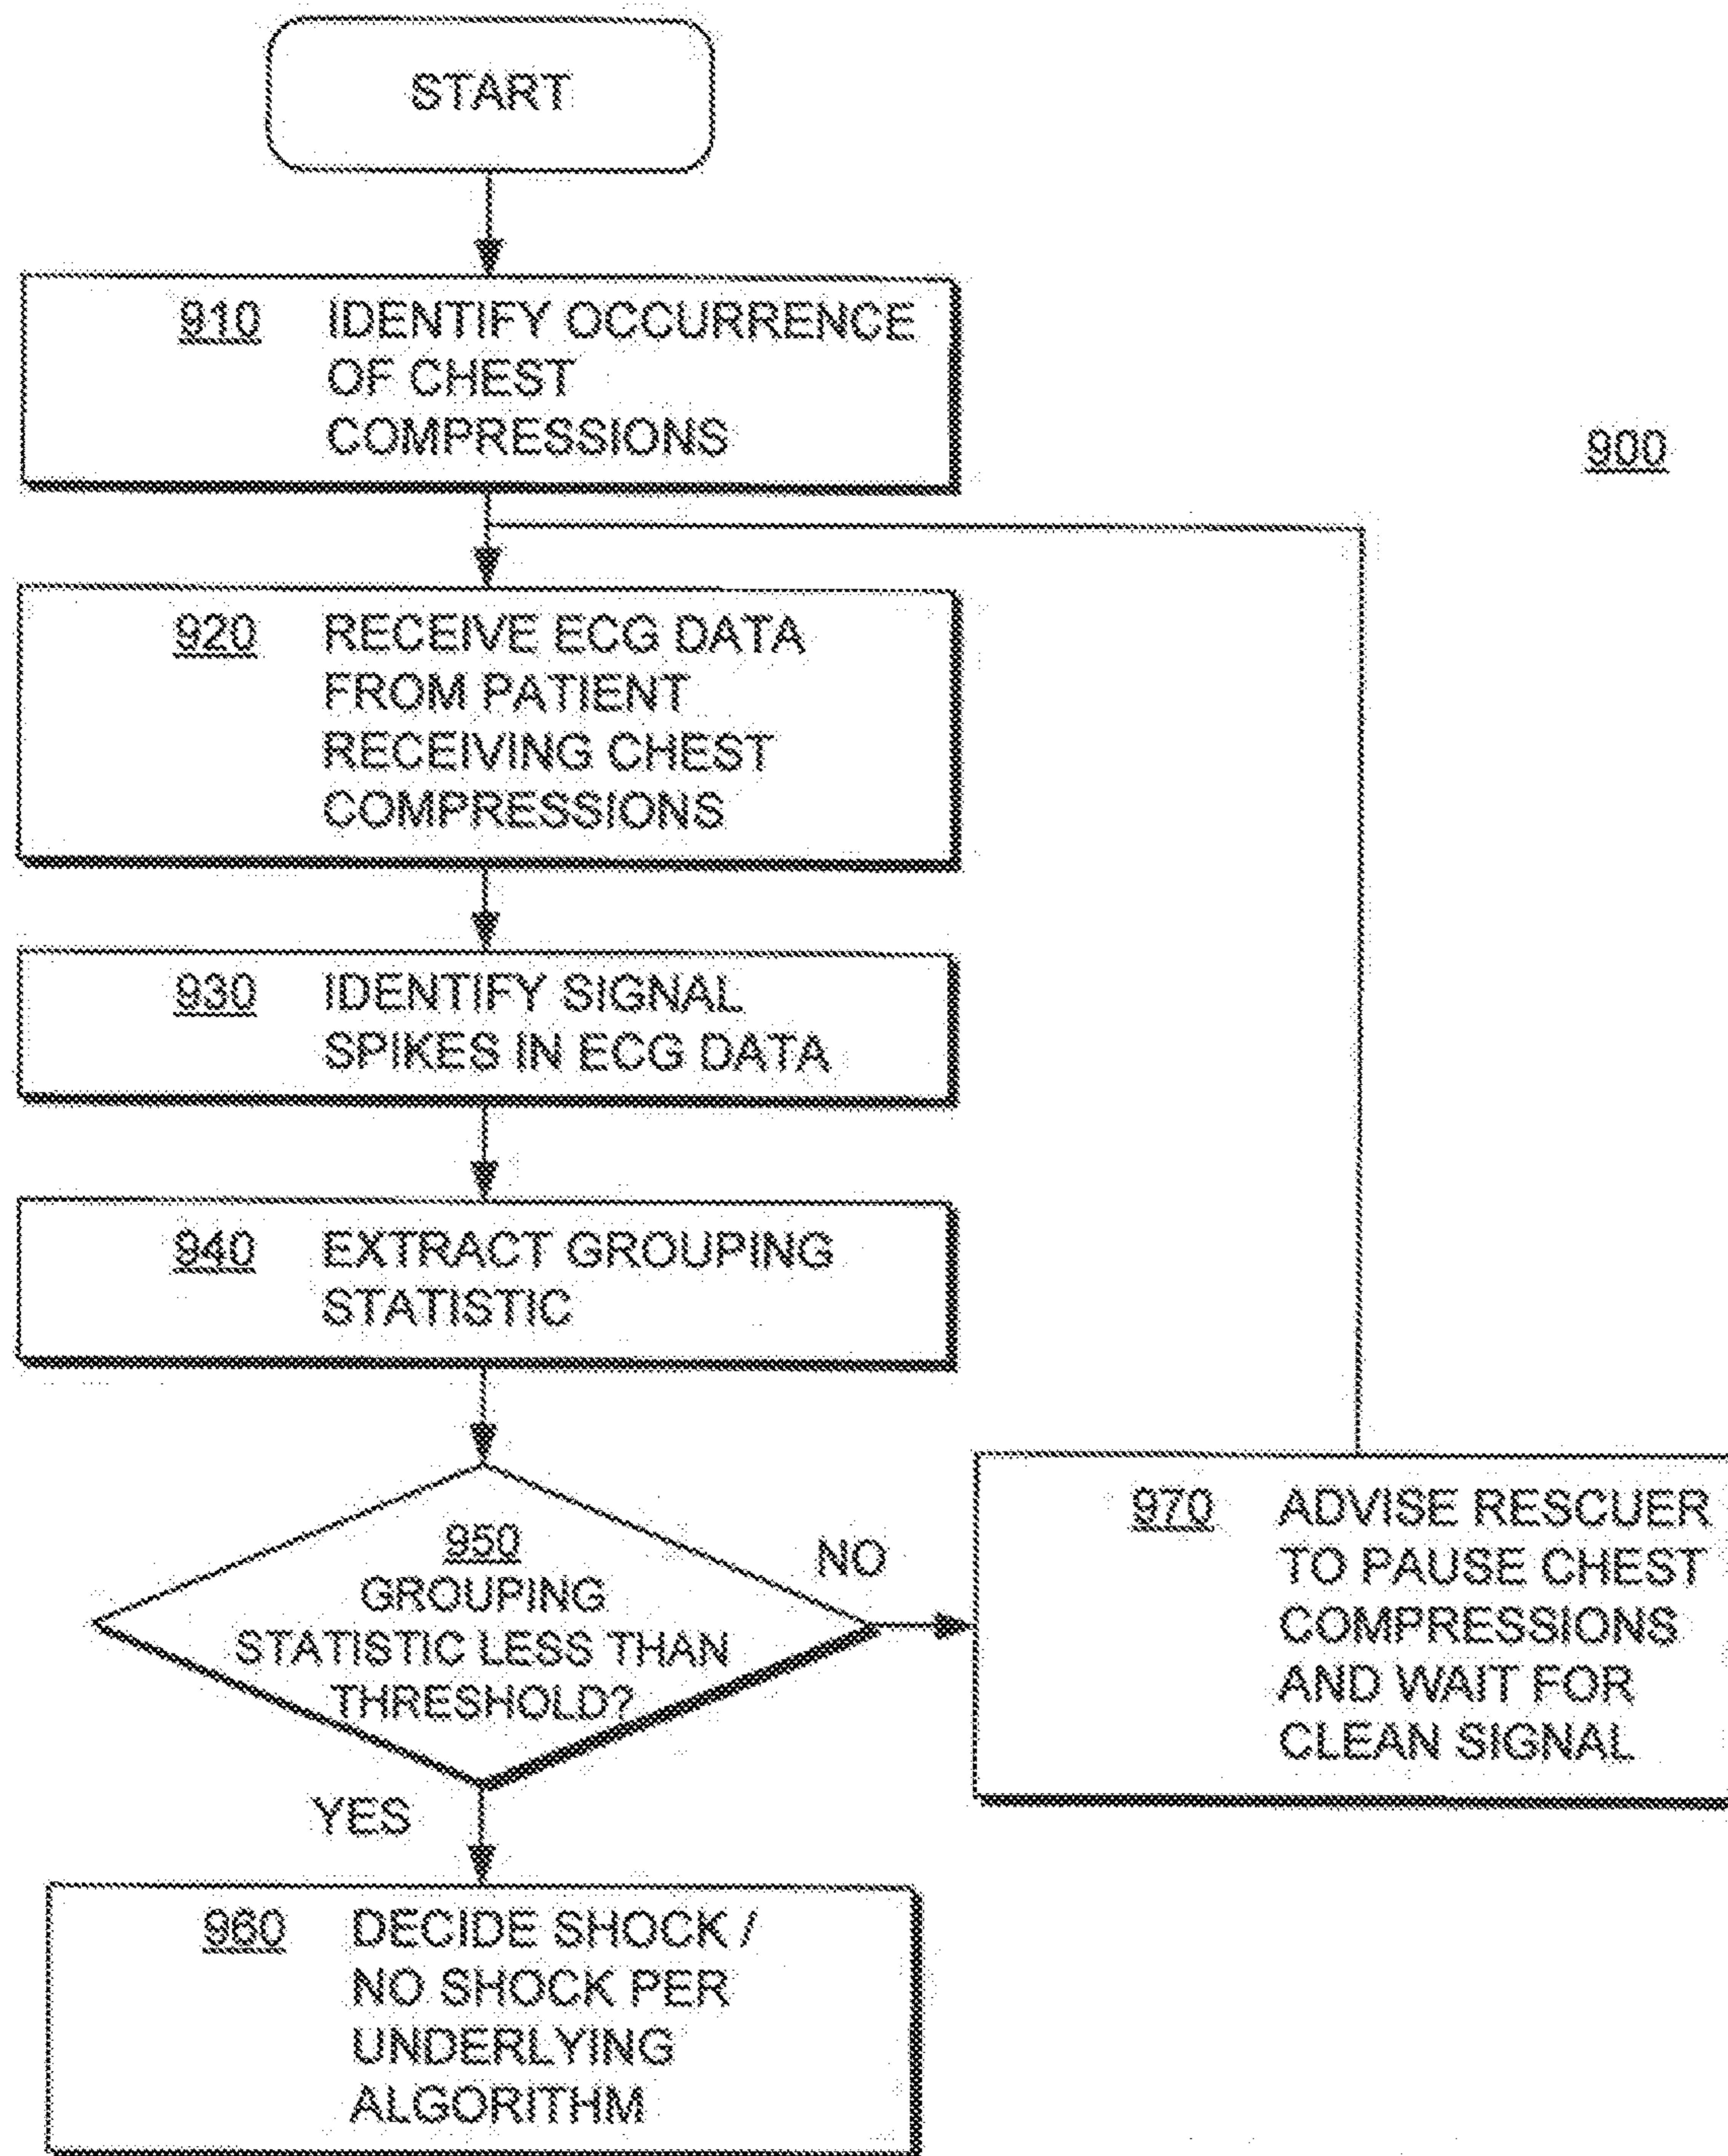 START
910 IDENTIFY OCCURRENCE
OF CHEST
COMPRESSIONS
900
920 RECEIVE ECG DATA
FROM PATIENT
RECEIVING CHEST
COMPRESSIONS
930 IDENTIFY SIGNAL
SPIKES IN ECG DATA
940 EXTRACT GROUPING
STATISTIC
950
GROUPING
STATISTIC LESS THAN
THRESHOLD?
NO
970 ADVISE RESCUER
TO PAUSE CHEST
COMPRESSIONS
AND WAIT FOR
CLEAN SIGNAL
YES
960 DECIDE SHOCK /
NO SHOCK PER
UNDERLYING
ALGORITHM